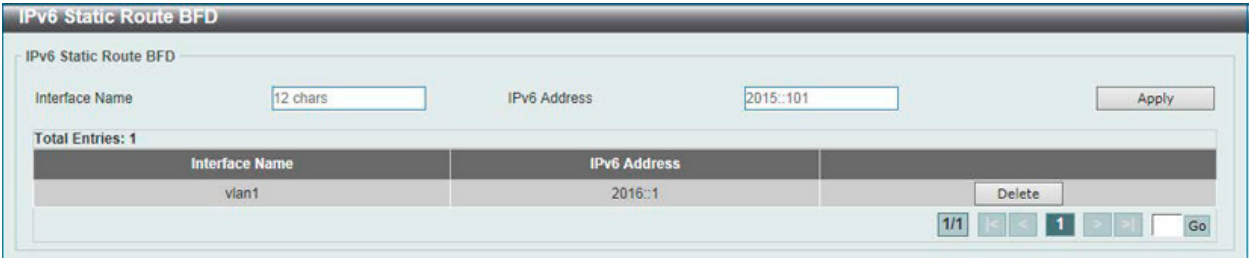 IPv6 Static Route BFD
IPv6 Static Route BFD
Interface Name 12 chars IPv6 Address 2015::101 Apply
Total Entries: 1
Interface Name IPv6 Address
vlan1 2016::1 Delete
1/1 |< < 1 > >| Go